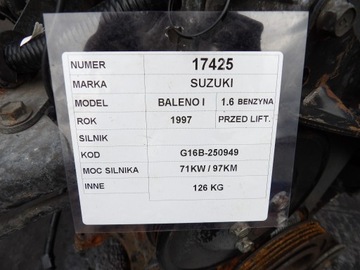 NUMER 17425
MARKA SUZUKI
MODEL BALENO I 1.6 BENZYNA
ROK 1997 PRZED LIFT.
SILNIK
KOD G16B-250949
MOC SILNIKA 71KW / 97KM
INNE 126 KG